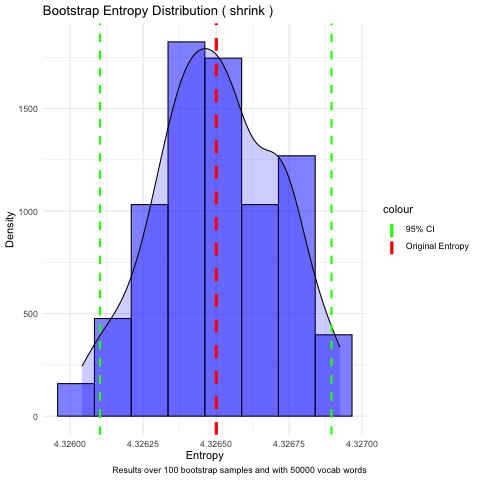 Bootstrap Entropy Distribution ( shrink )
Density
1500
1000
500
0
4.32600 4.32625 4.32650 4.32675 4.32700
Entropy
colour
95% CI
Original Entropy
Results over 100 bootstrap samples and with 50000 vocab words